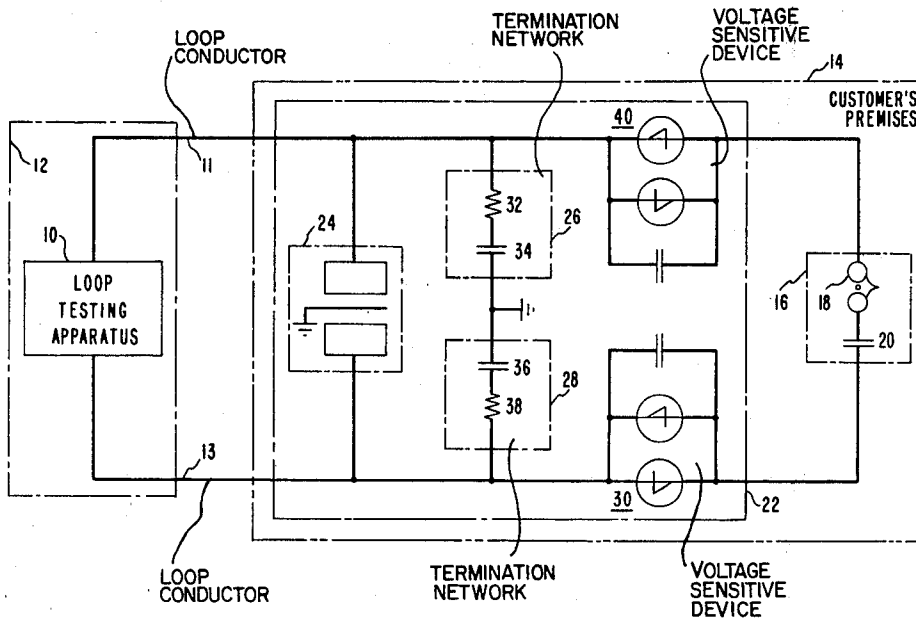 TERMINATION
NETWORK
VOLTAGE
SENSITIVE
DEVICE
LOOP
CONDUCTOR
14
CUSTOMER'S
PREMISES
12
11
40
10
LOOP
TESTING
APPARATUS
24
32
34
26
16
18
20
36
38
28
13
30
22
LOOP
CONDUCTOR
TERMINATION
NETWORK
VOLTAGE
SENSITIVE
DEVICE